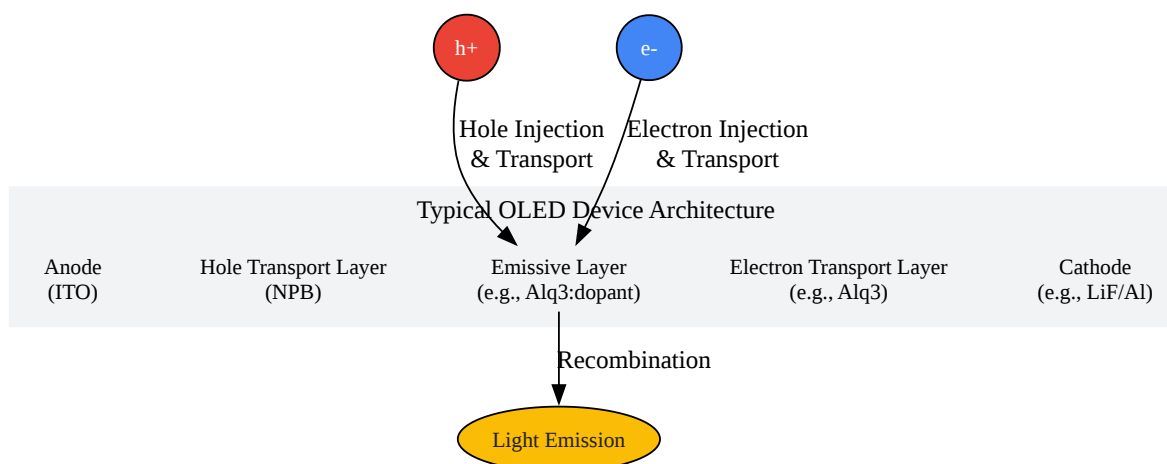 h+
e-
Hole Injection
& Transport
Electron Injection
& Transport
Typical OLED Device Architecture
Anode
(ITO)
Hole Transport Layer
(NPB)
Emissive Layer
(e.g., Alq3:dopant)
Electron Transport Layer
(e.g., Alq3)
Cathode
(e.g., LiF/Al)
Recombination
Light Emission